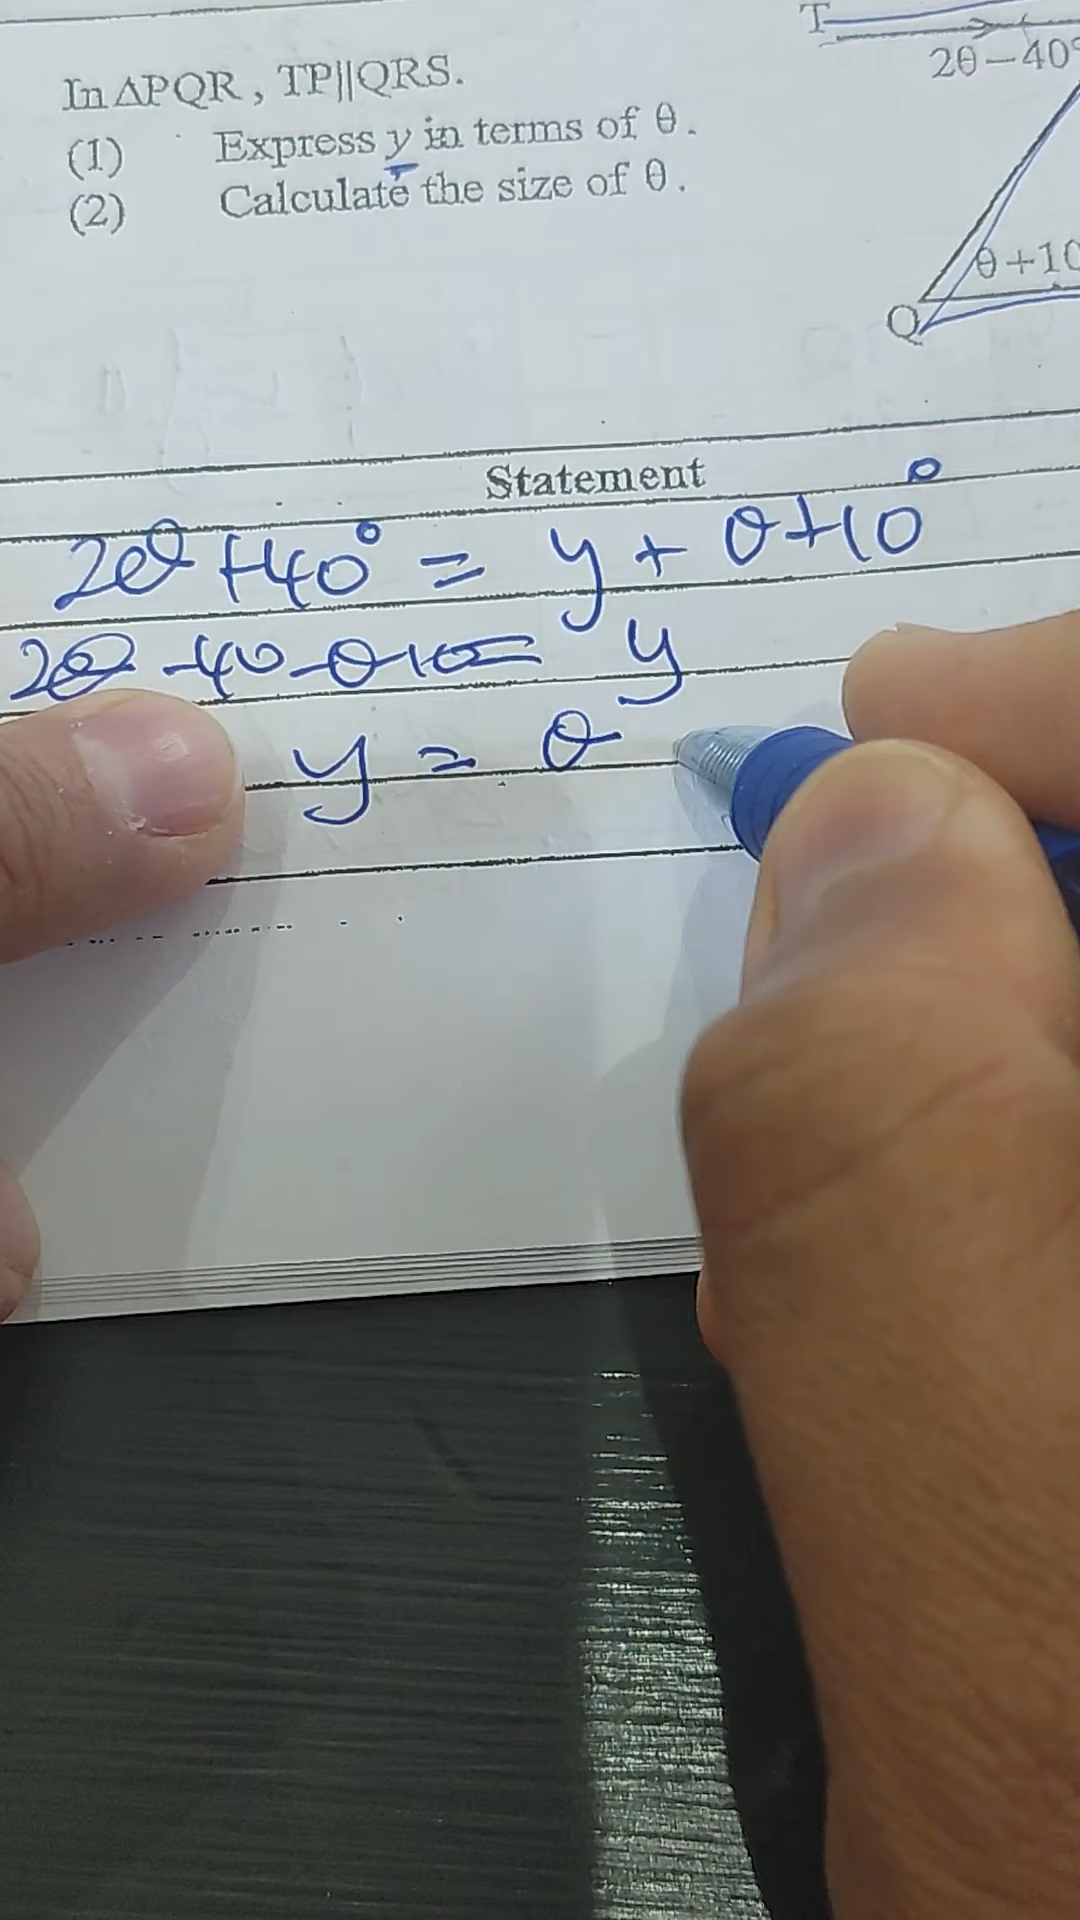 T
2θ−40°
In ΔPQR, TP||QRS.
(1) Express y in terms of θ.
(2) Calculate the size of θ.
θ+10
Q
Statement
2θ+40° = y + θ+10°
2θ -40-θ10= y
y = θ